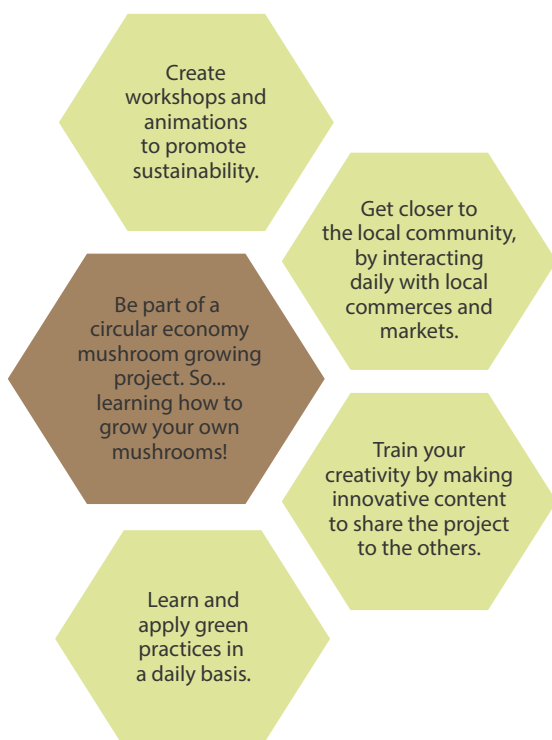 Create
workshops and
animations
to promote
sustainability.
Get closer to
the local community,
by interacting
daily with local
commerces and
markets.
Be part of a
circular economy
mushroom growing
project. So...
learning how to
grow your own
mushrooms!
Train your
creativity by making
innovative content
to share the project
to the others.
Learn and
apply green
practices in
a daily basis.